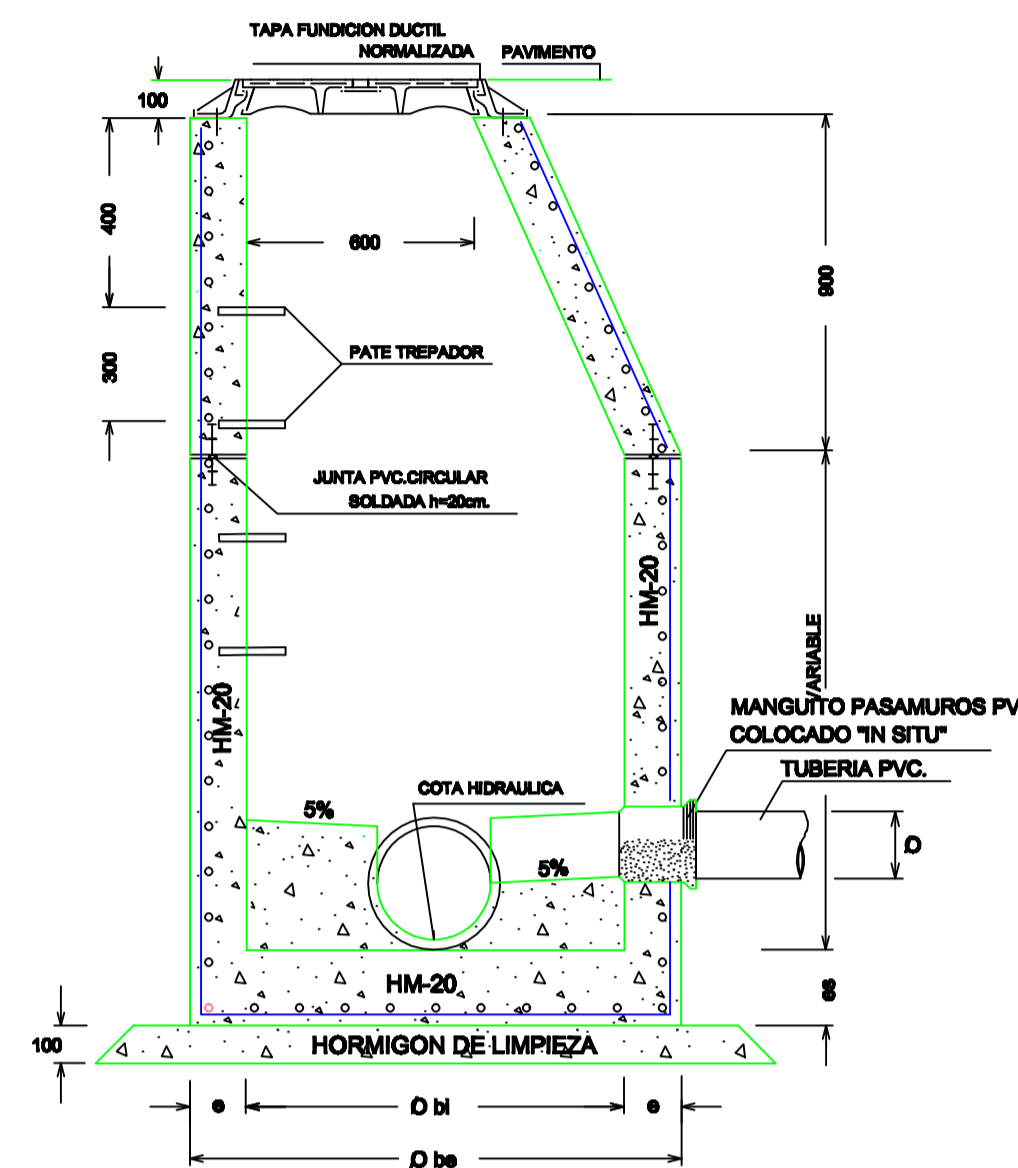 TAPA FUNDICION DUCTIL
NORMALIZADA
PAVIMENTO
100
400
600
900
300
PATE TREPADOR
JUNTA PVC.CIRCULAR
SOLDADA h=20cm.
HM-20
HM-20
VARIABLE
MANGUITO PASAMUROS PV
COLOCADO "IN SITU"
TUBERIA PVC.
COTA HIDRAULICA
5%
5%
Ø
HM-20
es
100
HORMIGON DE LIMPIEZA
e
Ø bi
e
Ø be